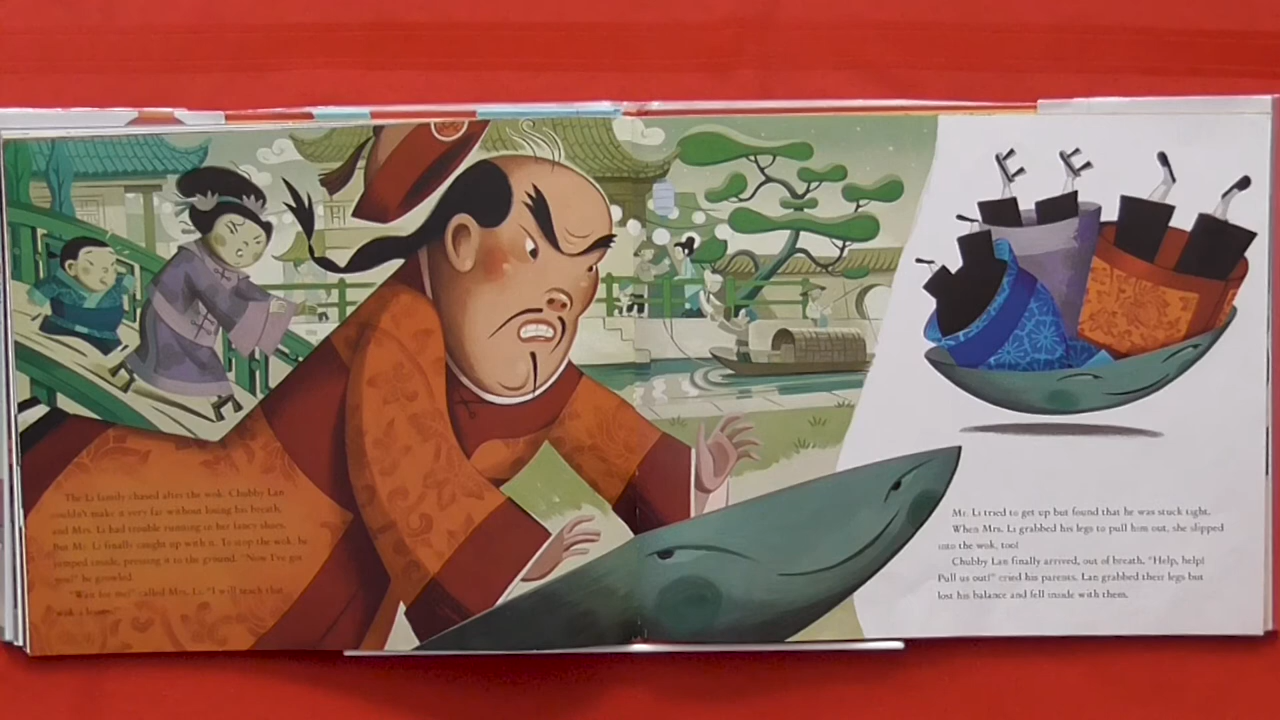 The Li family chased after the wok. Chubby Lan
couldn't make it very far without losing his breath,
and Mrs. Li had trouble running in her fancy shoes.
But Mr. Li finally caught up with it. To stop the wok, he
jumped inside, pressing it to the ground. "Now I've got
you!" he growled.
"Wait for me!" called Mrs. Li. "I will teach that
wok a lesson."
Mr. Li tried to get up but found that he was stuck tight.
When Mrs. Li grabbed his legs to pull him out, she slipped
into the wok, too!
Chubby Lan finally arrived, out of breath. "Help, help!
Pull us out!" cried his parents. Lan grabbed their legs but
lost his balance and fell inside with them.